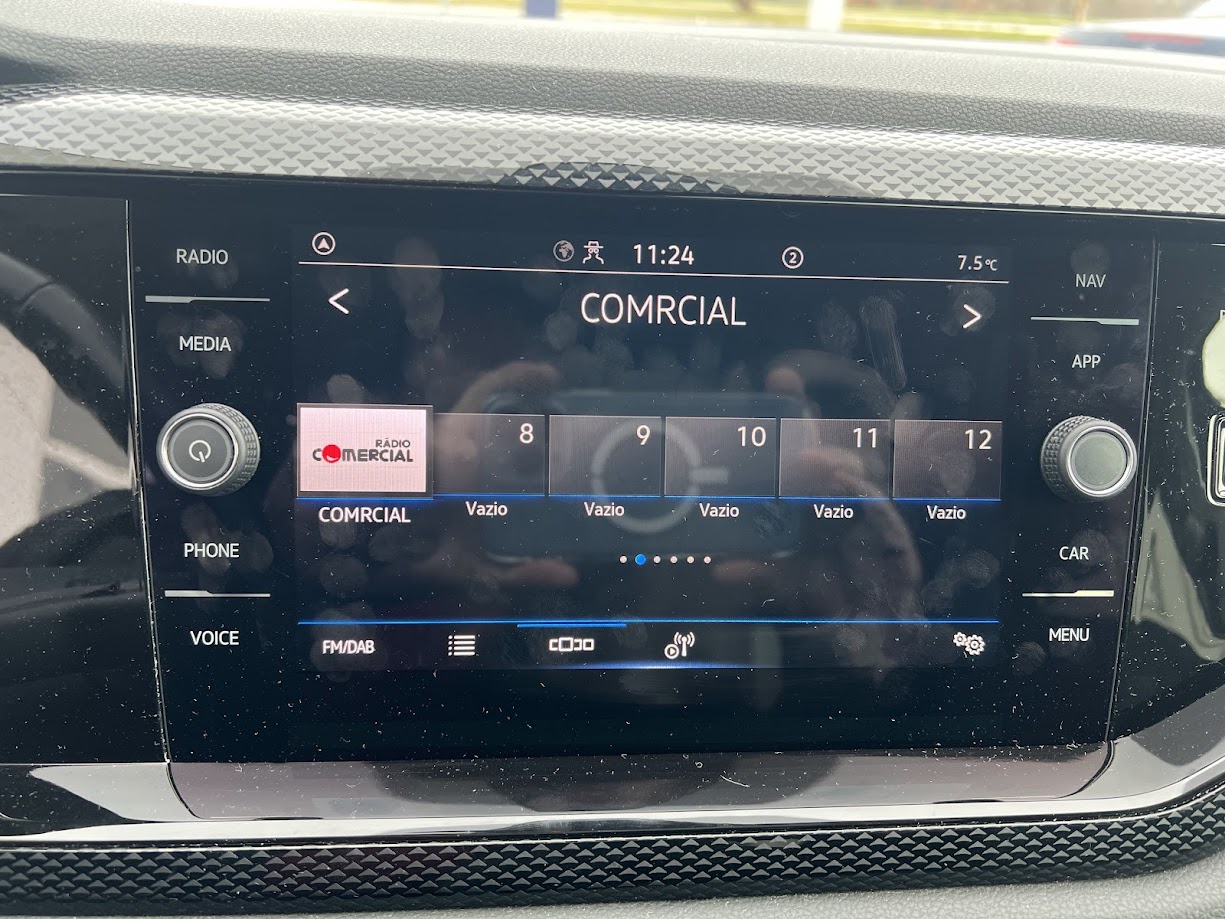 RADIO
MEDIA
PHONE
VOICE
11:24
2
7.5°C
COMRCIAL
RÁDIO
COMERCIAL
8
9
10
11
12
COMRCIAL
Vazio
Vazio
Vazio
Vazio
Vazio
FM/DAB
NAV
APP
CAR
MENU